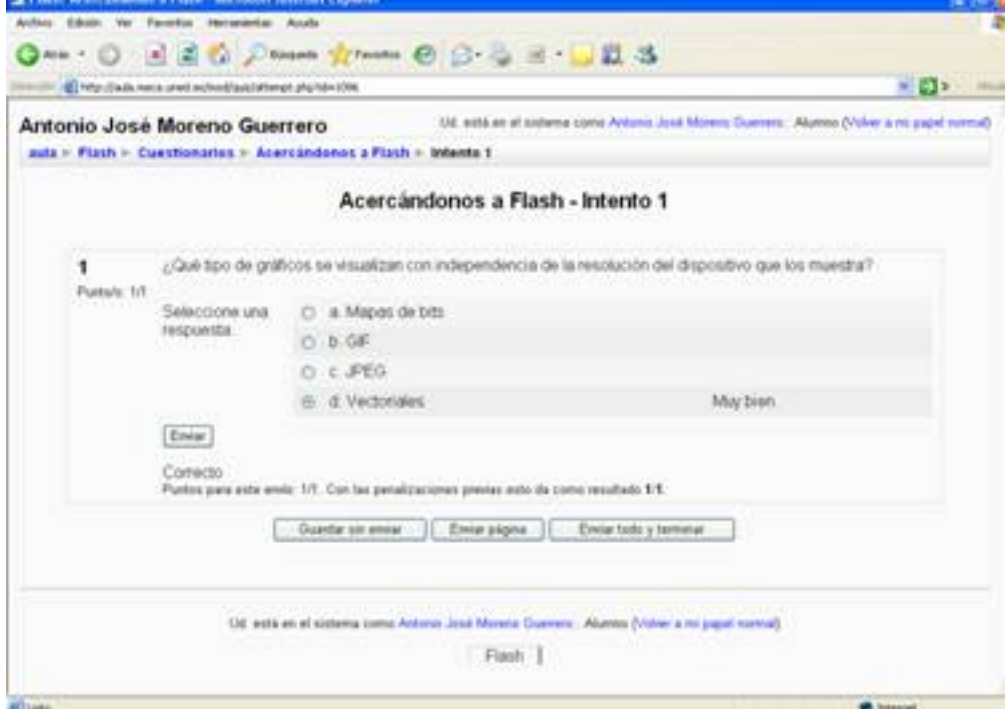 Archivo Edición Ver Favoritos Herramientas Ayuda
Atrás Búsqueda Favoritos
Antonio José Moreno Guerrero
Ud. está en el sistema como Antonio José Moreno Guerrero. Alumno (Volver a mi papel normal)
aula Flash Cuestionarios Acercándonos a Flash Intento 1
Acercándonos a Flash - Intento 1
1
¿Qué tipo de gráficos se visualizan con independencia de la resolución del dispositivo que los muestra?
Punto/s: 1/1
Seleccione una
respuesta.
a. Mapas de bits
b. GIF
c. JPEG
d. Vectoriales Muy bien.
Enviar
Correcto
Puntos para este envío: 1/1. Con las penalizaciones previas esto da como resultado 1/1.
Guardar sin enviar Enviar página Enviar todo y terminar
Ud. está en el sistema como Antonio José Moreno Guerrero. Alumno (Volver a mi papel normal)
Flash
Internet